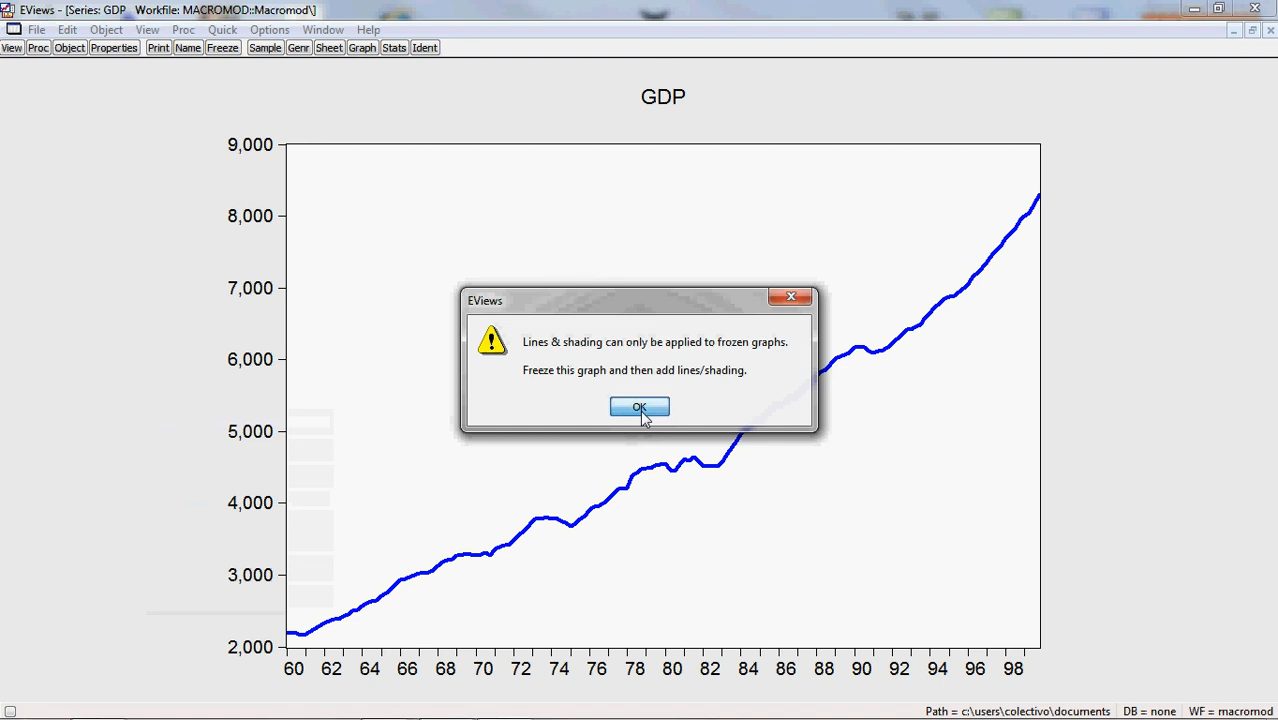 EViews - [Series: GDP   Workfile: MACROMOD::Macromod\]
File Edit Object View Proc Quick Options Window Help
View Proc Object Properties Print Name Freeze Sample Genr Sheet Graph Stats Ident
GDP
9,000
8,000
7,000
6,000
5,000
4,000
3,000
2,000
EViews
Lines & shading can only be applied to frozen graphs.
Freeze this graph and then add lines/shading.
OK
60 62 64 66 68 70 72 74 76 78 80 82 84 86 88 90 92 94 96 98
Path = c:\users\colectivo\documents DB = none WF = macromod